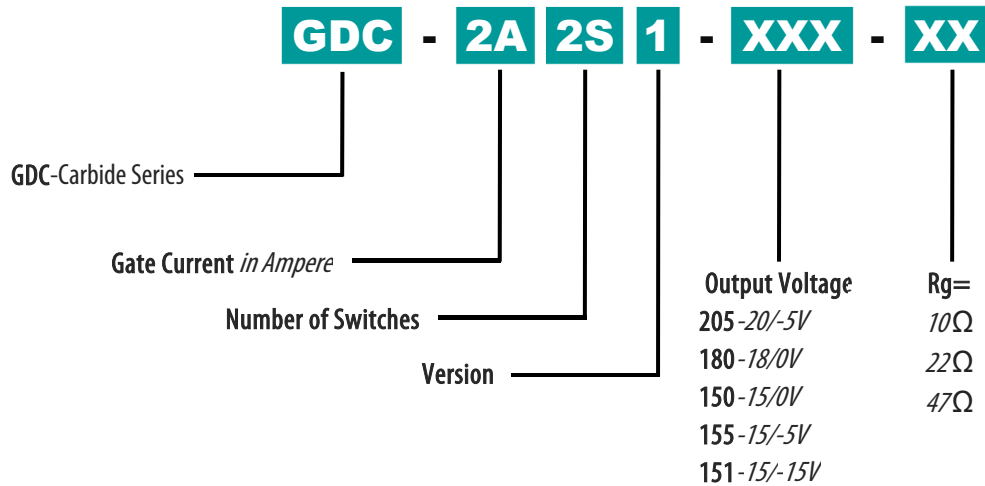 GDC - 2A 2S 1 - XXX - XX
GDC-Carbide Series
Gate Current in Ampere
Number of Switches
Version
Output Voltage
205-20/-5V
180-18/0V
150-15/0V
155-15/-5V
151-15/-15V
Rg=
10Ω
22Ω
47Ω